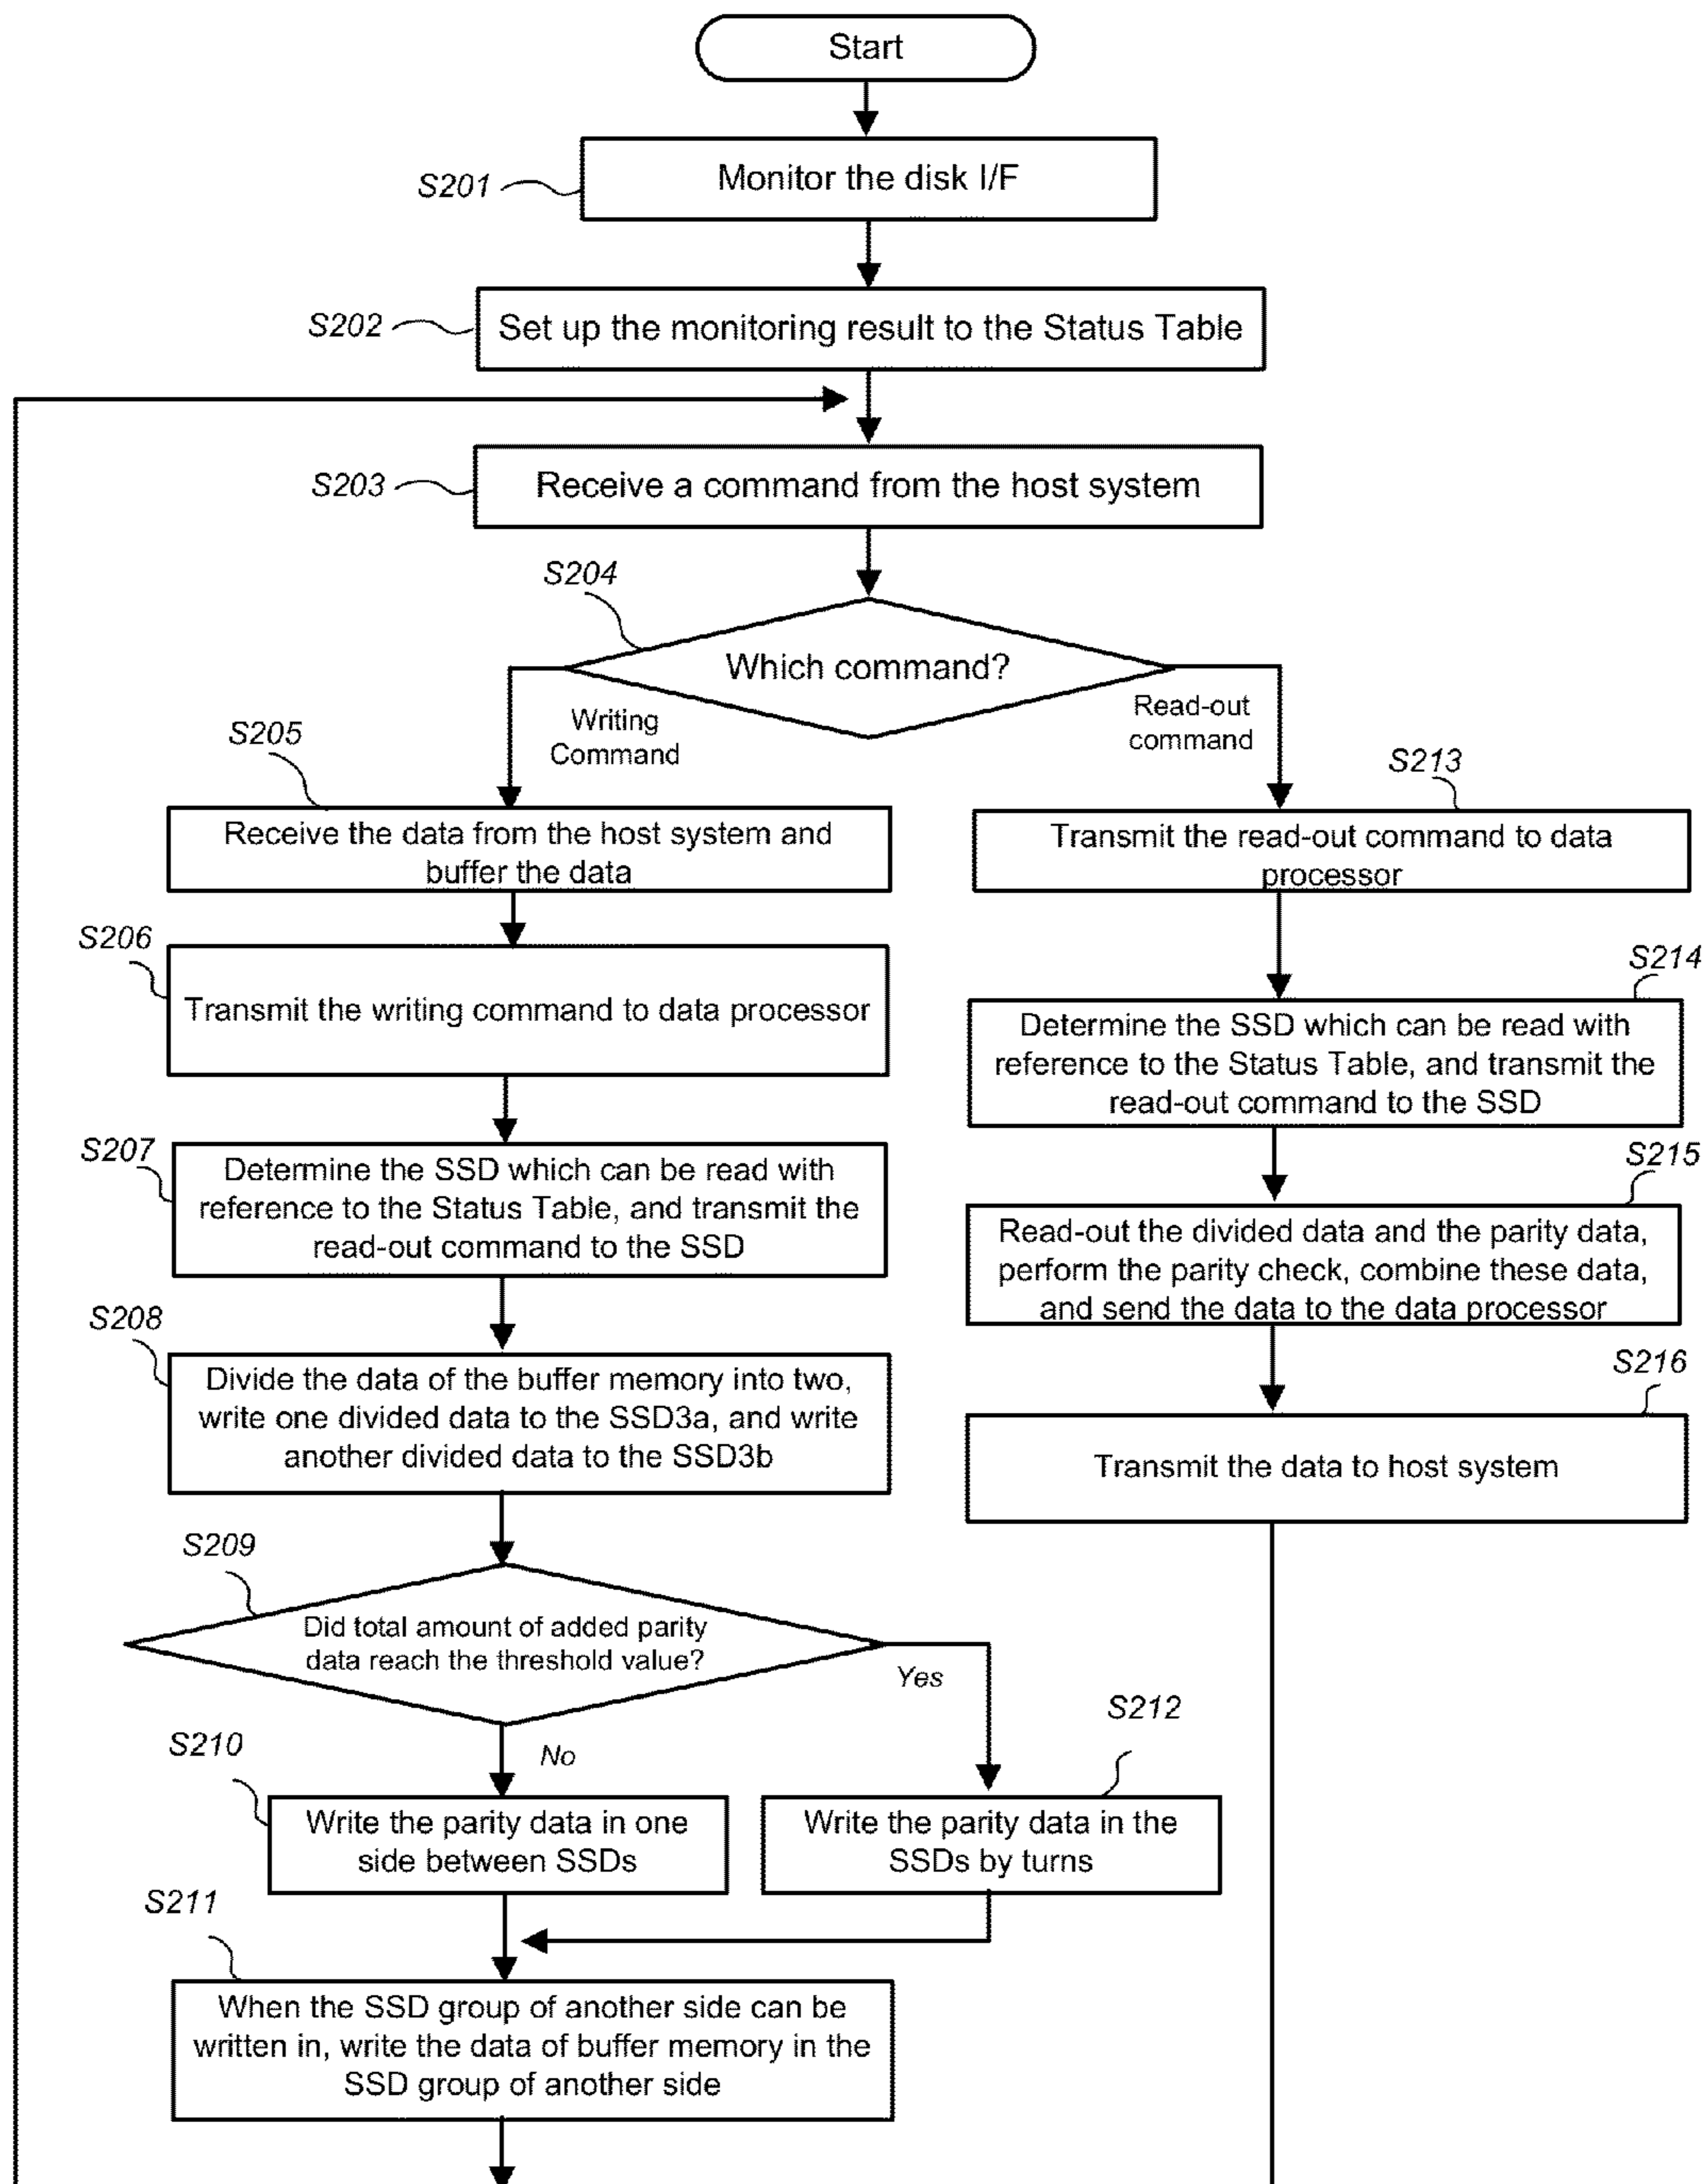 Start
S201
Monitor the disk I/F
S202
Set up the monitoring result to the Status Table
S203
Receive a command from the host system
S204
Which command?
Writing
Command
Read-out
command
S205
Receive the data from the host system and
buffer the data
S206
Transmit the writing command to data processor
S207
Determine the SSD which can be read with
reference to the Status Table, and transmit the
read-out command to the SSD
S208
Divide the data of the buffer memory into two,
write one divided data to the SSD3a, and write
another divided data to the SSD3b
S209
Did total amount of added parity
data reach the threshold value?
Yes
No
S210
Write the parity data in one
side between SSDs
S212
Write the parity data in the
SSDs by turns
S211
When the SSD group of another side can be
written in, write the data of buffer memory in the
SSD group of another side
S213
Transmit the read-out command to data
processor
S214
Determine the SSD which can be read with
reference to the Status Table, and transmit the
read-out command to the SSD
S215
Read-out the divided data and the parity data,
perform the parity check, combine these data,
and send the data to the data processor
S216
Transmit the data to host system